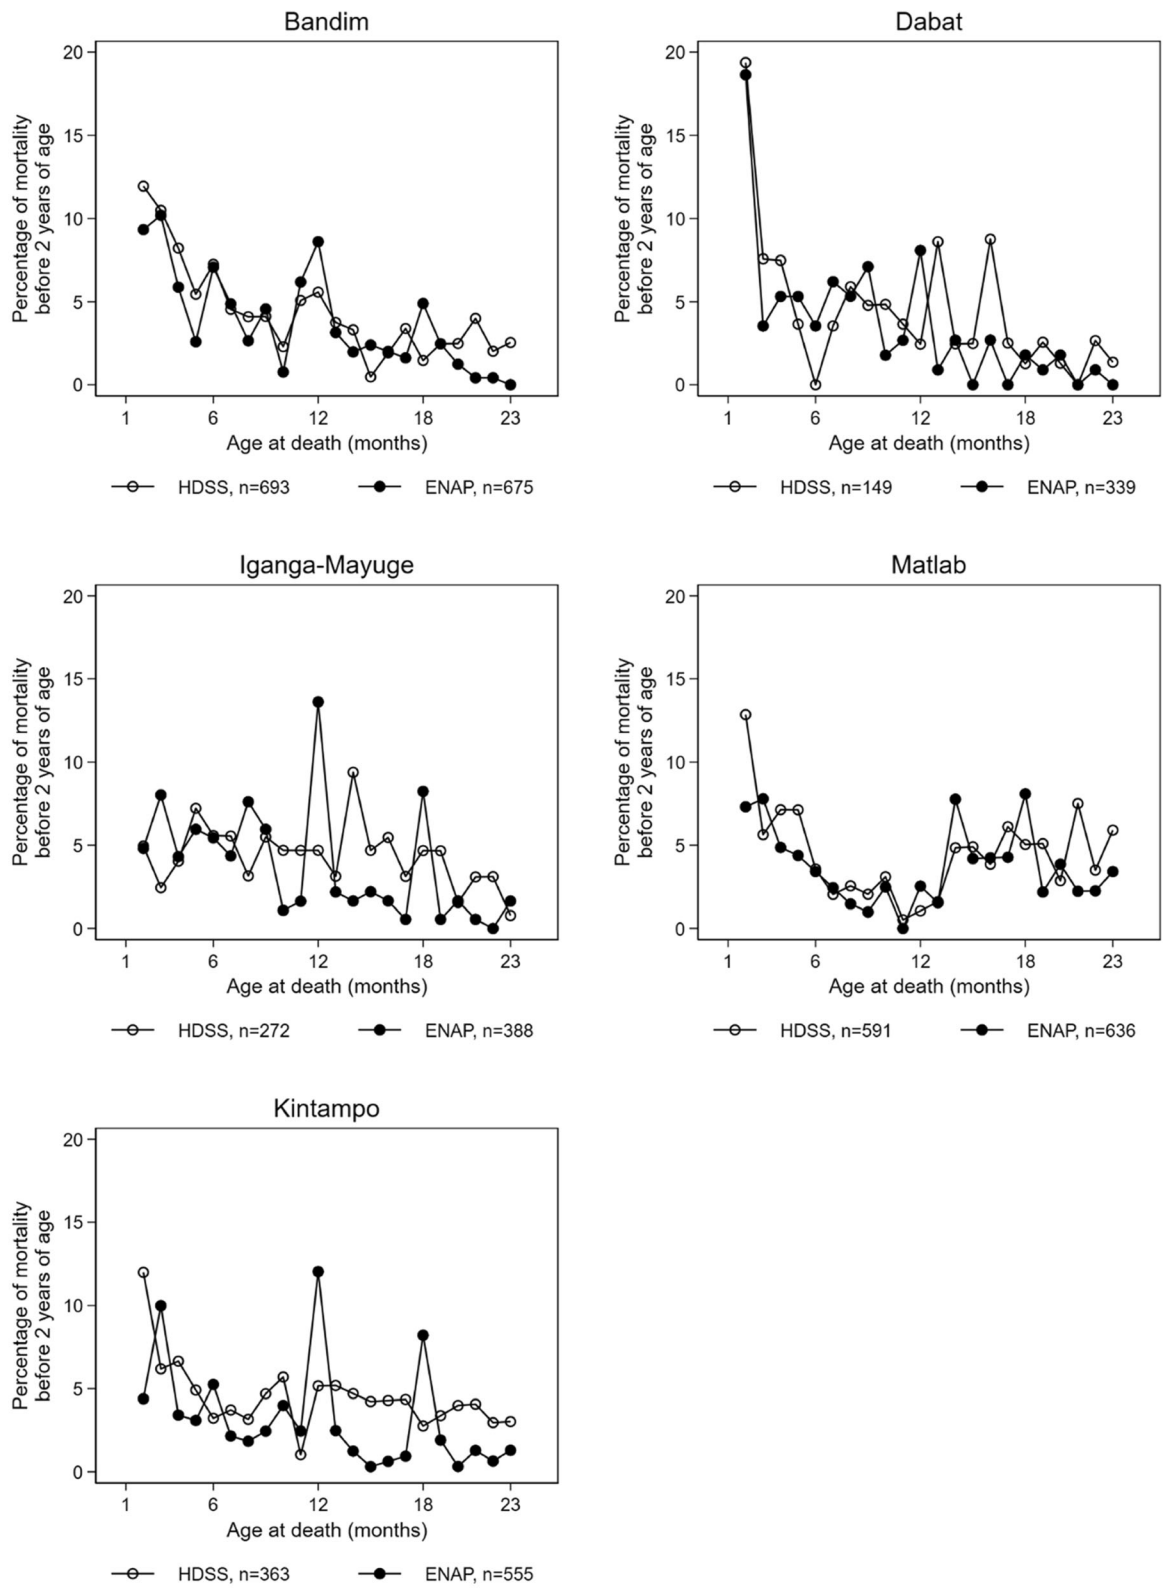 Bandim
Percentage of mortality
before 2 years of age
20
15
10
5
0
1 6 12 18 23
Age at death (months)
HDSS, n=693 ENAP, n=675
Dabat
Percentage of mortality
before 2 years of age
20
15
10
5
0
1 6 12 18 23
Age at death (months)
HDSS, n=149 ENAP, n=339
Iganga-Mayuge
Percentage of mortality
before 2 years of age
20
15
10
5
0
1 6 12 18 23
Age at death (months)
HDSS, n=272 ENAP, n=388
Matlab
Percentage of mortality
before 2 years of age
20
15
10
5
0
1 6 12 18 23
Age at death (months)
HDSS, n=591 ENAP, n=636
Kintampo
Percentage of mortality
before 2 years of age
20
15
10
5
0
1 6 12 18 23
Age at death (months)
HDSS, n=363 ENAP, n=555